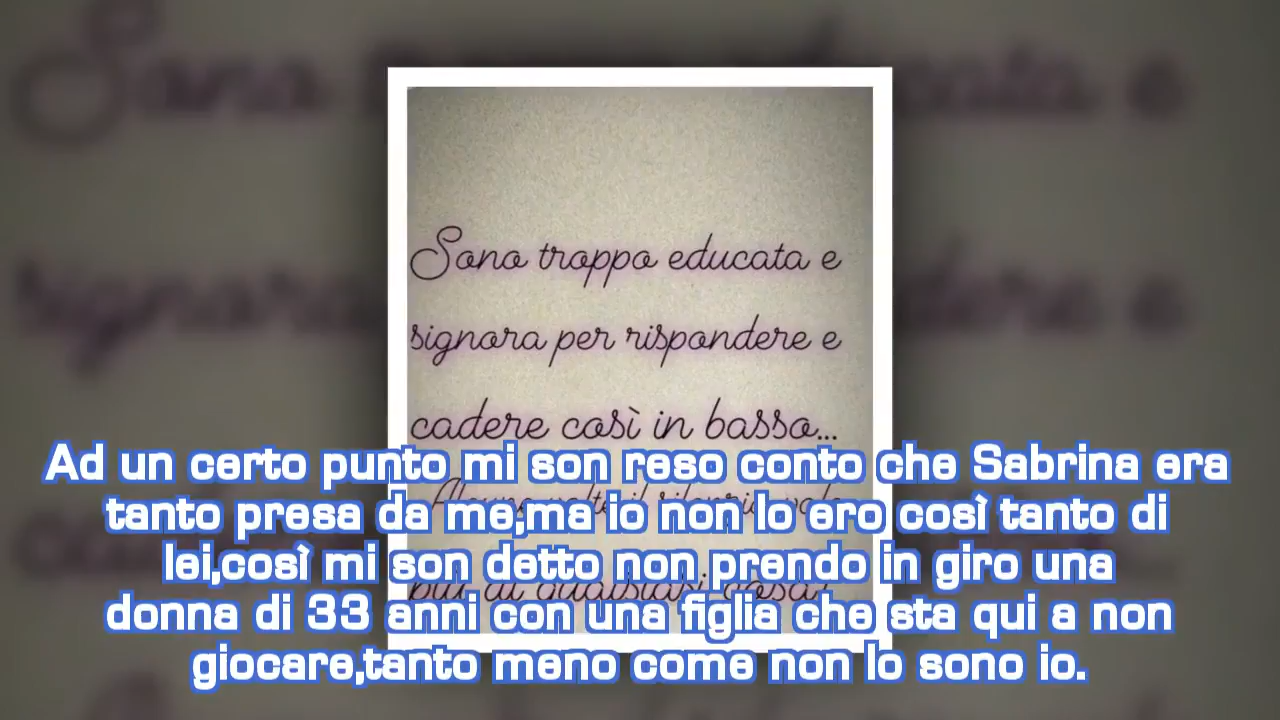 Sono troppo educata e
signora per rispondere e
cadere così in basso...
Ad un certo punto mi son reso conto che Sabrina era
tanto presa da me,ma io non lo ero così tanto di
lei,così mi son detto non prendo in giro una
donna di 33 anni con una figlia che sta qui a non
giocare,tanto meno come non lo sono io.